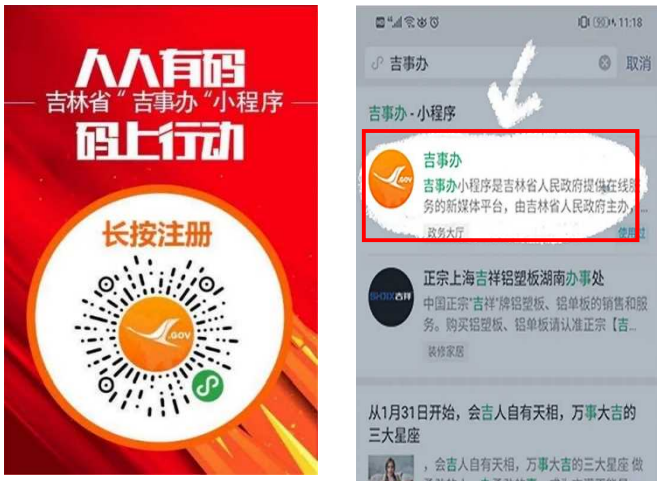 人人有码
吉林省“吉事办“小程序
码上行动
长按注册
.GOV
11:18
吉事办
取消
吉事办 - 小程序
吉事办
.GOV
吉事办小程序是吉林省人民政府提供在线服
务的新媒体平台，由吉林省人民政府主办，...
政务大厅
使用过
正宗上海吉祥铝塑板湖南办事处
吉祥
中国正宗“吉祥”牌铝塑板、铝单板的销售和服
务。购买铝塑板、铝单板请认准正宗【吉...
装修家居
从1月31日开始，会吉人自有天相，万事大吉的
三大星座
，会吉人自有天相，万事大吉的三大星座 做